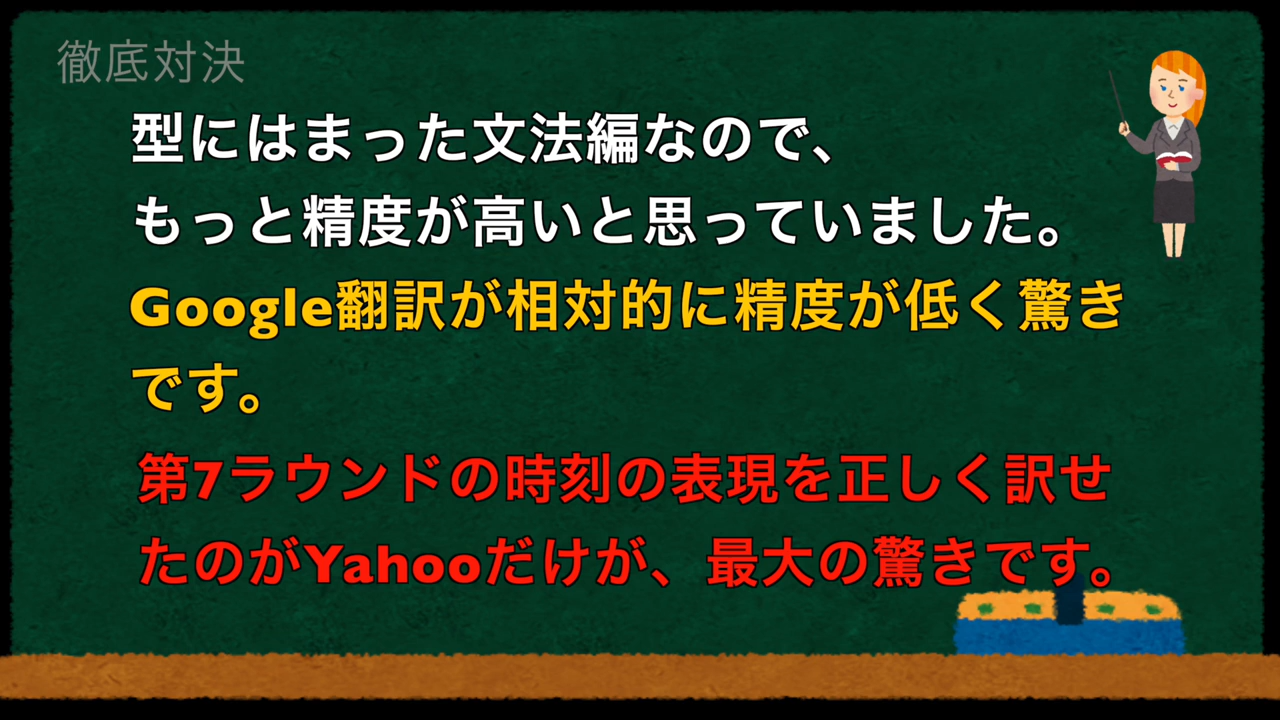 徹底対決
型にはまった文法編なので、
もっと精度が高いと思っていました。
Google翻訳が相対的に精度が低く驚き
です。
第7ラウンドの時刻の表現を正しく訳せ
たのがYahooだけが、最大の驚きです。